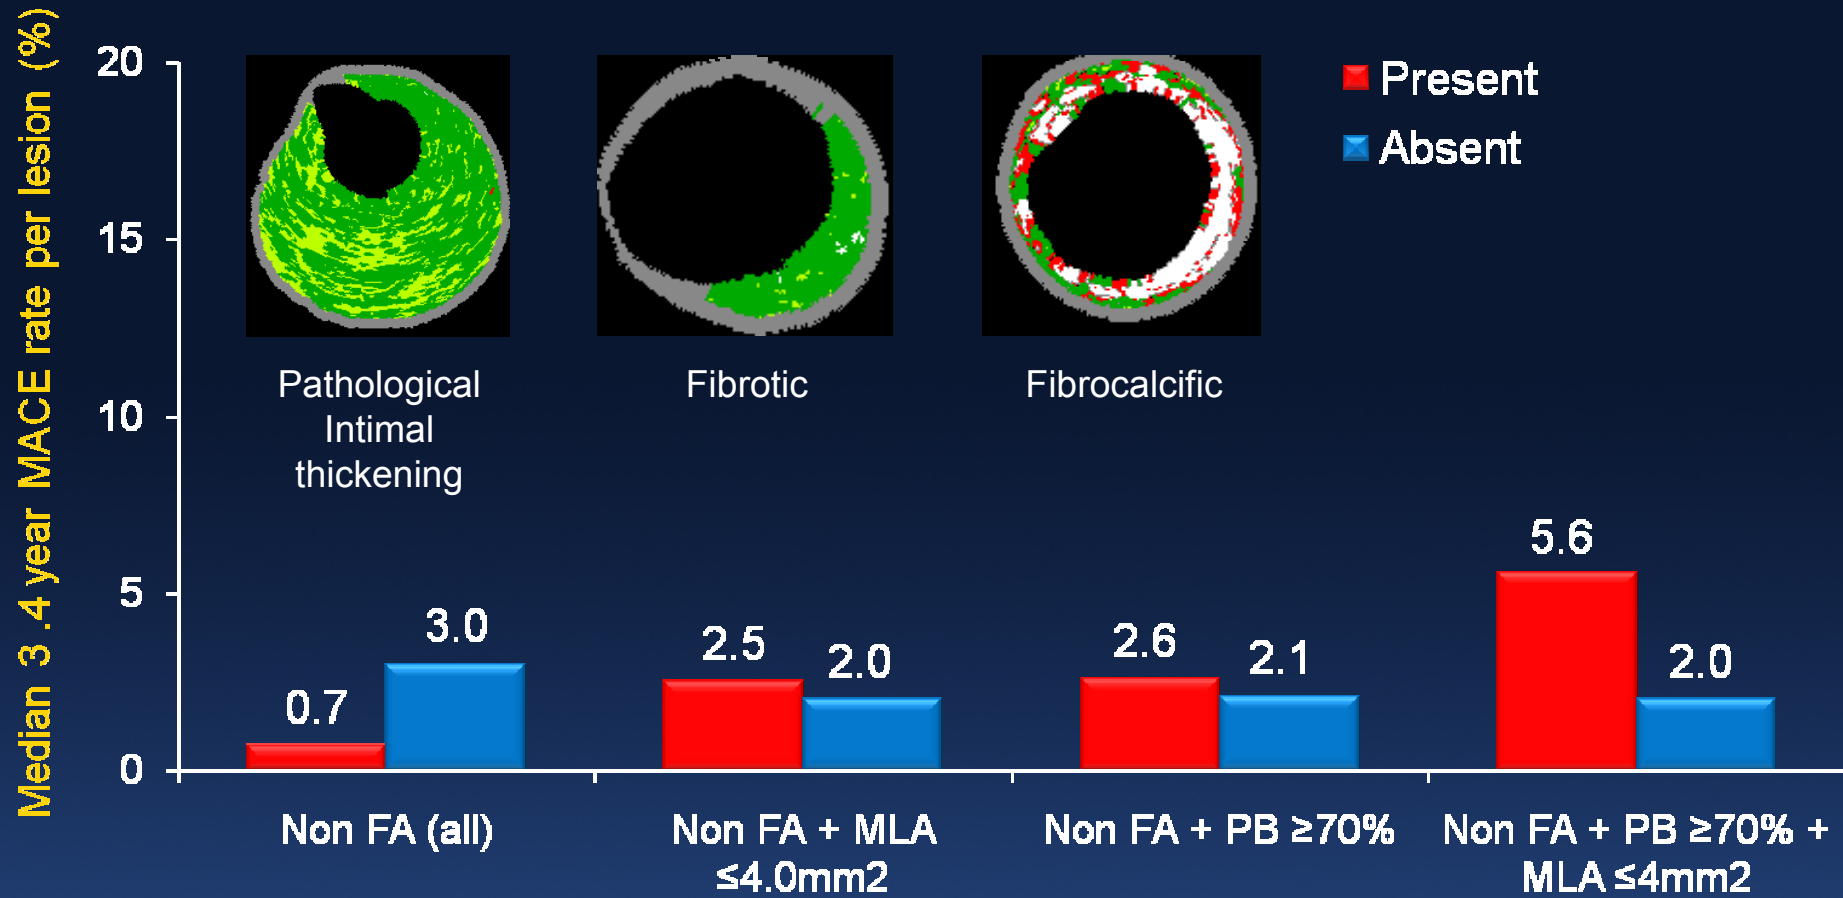 Median 3 .4 year MACE rate per lesion (%)
20
15
10
5
0
Present
Absent
Pathological
Intimal
thickening
Fibrotic
Fibrocalcific
0.7
3.0
2.5
2.0
2.6
2.1
5.6
2.0
Non FA (all)
Non FA + MLA
≤4.0mm2
Non FA + PB ≥70%
Non FA + PB ≥70% +
MLA ≤4mm2